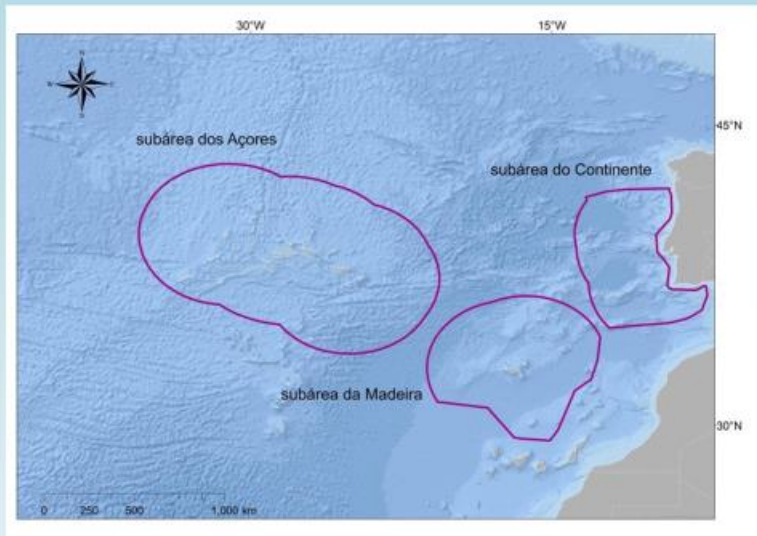 30°W 15°W
N
W E
S
45°N
subárea dos Açores
subárea do Continente
subárea da Madeira
30°N
0 250 500 1,000 km